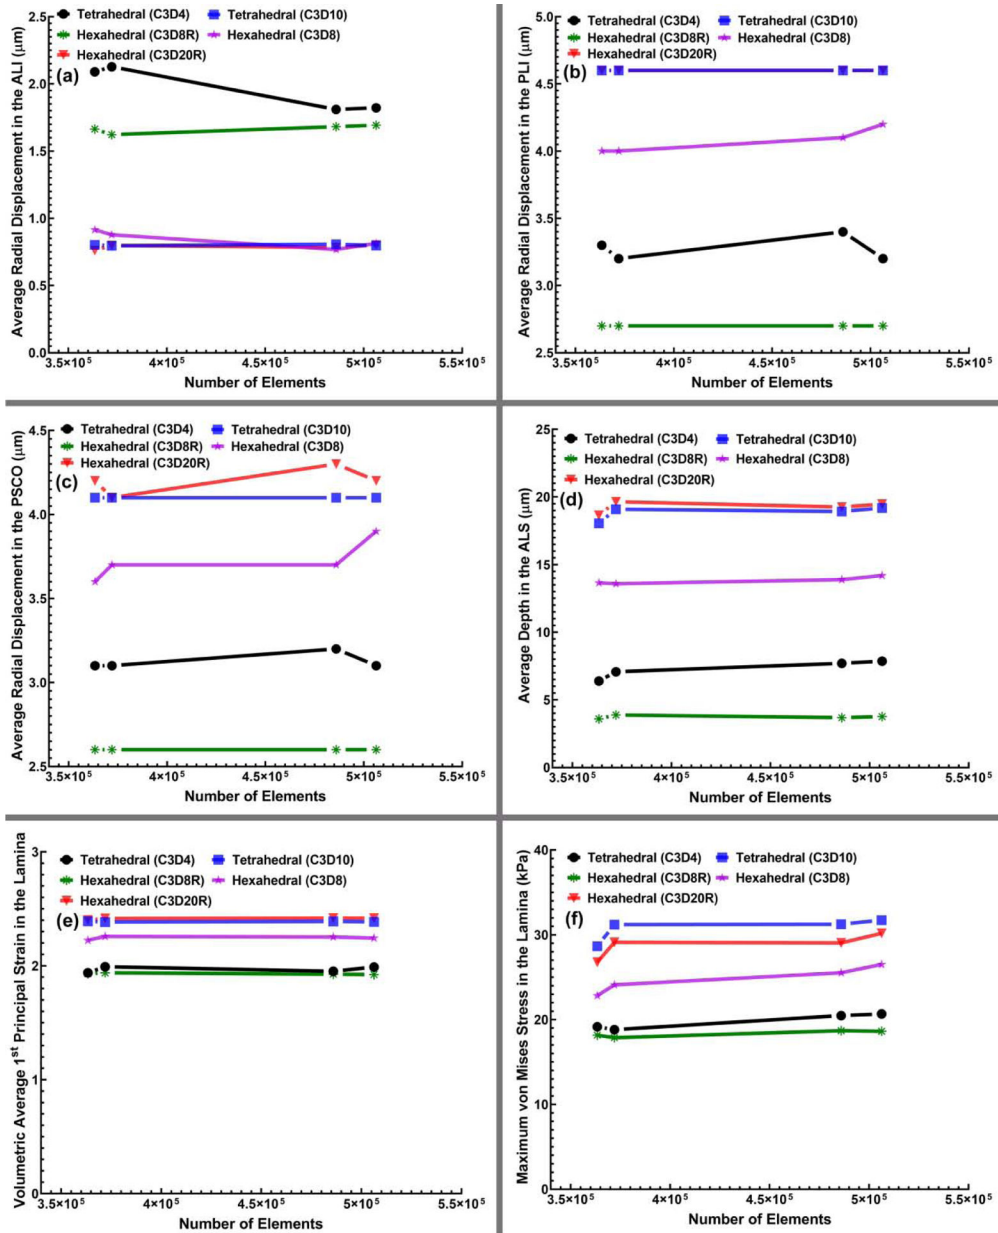 Tetrahedral (C3D4) Tetrahedral (C3D10)
Hexahedral (C3D8R) Hexahedral (C3D8)
Hexahedral (C3D20R)
(a)
Average Radial Displacement in the ALI (μm)
2.5
2.0
1.5
1.0
0.5
0.0
3.5×10⁵ 4×10⁵ 4.5×10⁵ 5×10⁵ 5.5×10⁵
Number of Elements
Tetrahedral (C3D4) Tetrahedral (C3D10)
Hexahedral (C3D8R) Hexahedral (C3D8)
Hexahedral (C3D20R)
(b)
Average Radial Displacement in the PLI (μm)
5.0
4.5
4.0
3.5
3.0
2.5
3.5×10⁵ 4×10⁵ 4.5×10⁵ 5×10⁵ 5.5×10⁵
Number of Elements
Tetrahedral (C3D4) Tetrahedral (C3D10)
Hexahedral (C3D8R) Hexahedral (C3D8)
Hexahedral (C3D20R)
(c)
Average Radial Displacement in the PSCO (μm)
4.5
4.0
3.5
3.0
2.5
3.5×10⁵ 4×10⁵ 4.5×10⁵ 5×10⁵ 5.5×10⁵
Number of Elements
Tetrahedral (C3D4) Tetrahedral (C3D10)
Hexahedral (C3D8R) Hexahedral (C3D8)
Hexahedral (C3D20R)
(d)
Average Depth in the ALS (μm)
25
20
15
10
5
0
3.5×10⁵ 4×10⁵ 4.5×10⁵ 5×10⁵ 5.5×10⁵
Number of Elements
Tetrahedral (C3D4) Tetrahedral (C3D10)
Hexahedral (C3D8R) Hexahedral (C3D8)
Hexahedral (C3D20R)
(e)
Volumetric Average 1ˢᵗ Principal Strain in the Lamina
3
2
1
0
3.5×10⁵ 4×10⁵ 4.5×10⁵ 5×10⁵ 5.5×10⁵
Number of Elements
Tetrahedral (C3D4) Tetrahedral (C3D10)
Hexahedral (C3D8R) Hexahedral (C3D8)
Hexahedral (C3D20R)
(f)
Maximum von Mises Stress in the Lamina (kPa)
40
30
20
10
0
3.5×10⁵ 4×10⁵ 4.5×10⁵ 5×10⁵ 5.5×10⁵
Number of Elements